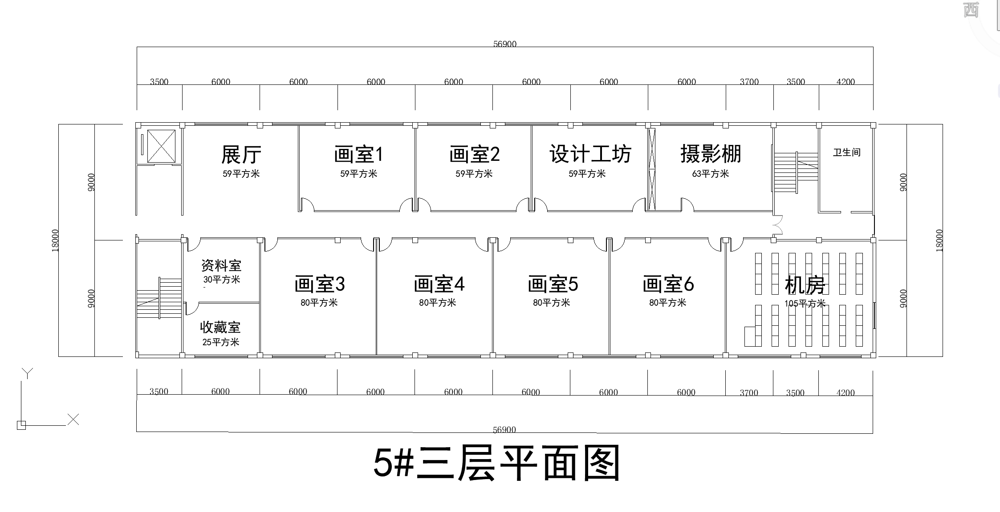 西
56900
3500 6000 6000 6000 6000 6000 6000 6000 3700 3500 4200
展厅 画室1 画室2 设计工坊 摄影棚 卫生间
59平方米 59平方米 59平方米 59平方米 63平方米
9000 9000
18000 18000
资料室
30平方米
画室3 画室4 画室5 画室6 机房
80平方米 80平方米 80平方米 80平方米 105平方米
9000 9000
收藏室
25平方米
Y
X
3500 6000 6000 6000 6000 6000 6000 6000 3700 3500 4200
56900
5#三层平面图